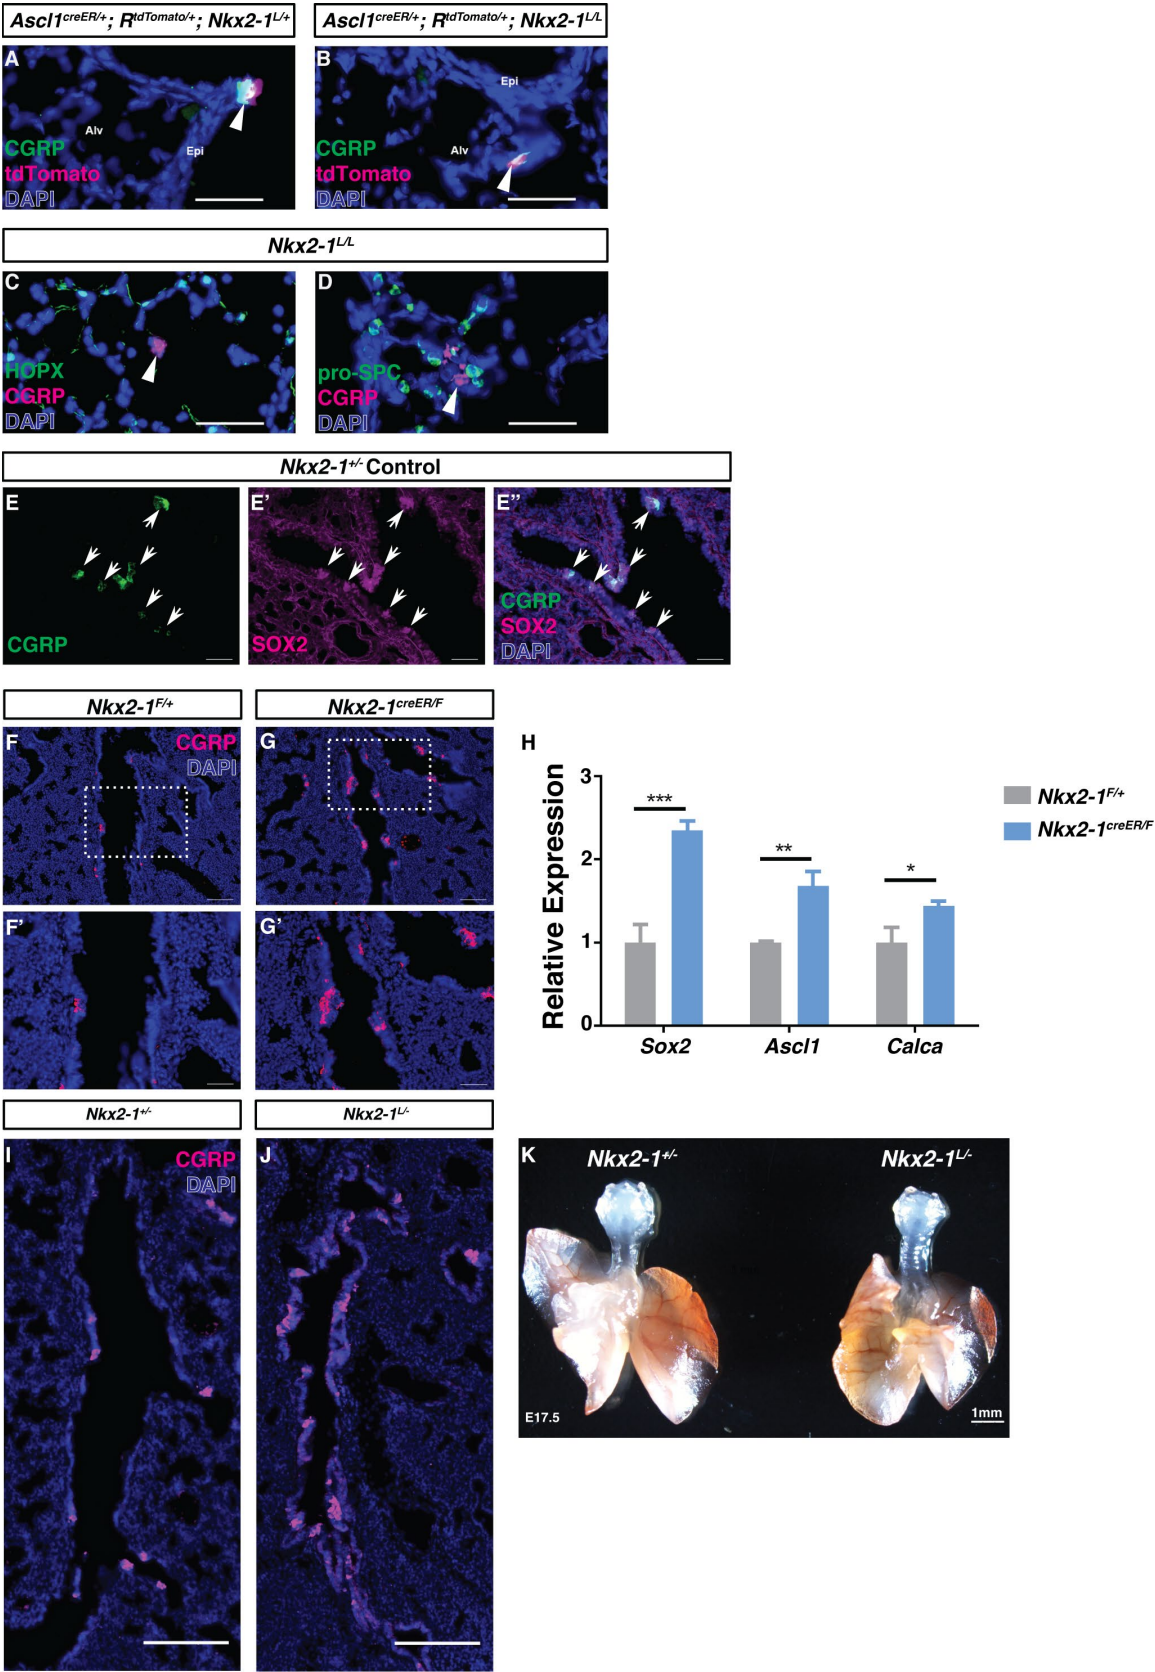 Ascl1creER/+; RtdTomato/+; Nkx2-1L/+
Ascl1creER/+; RtdTomato/+; Nkx2-1L/L
A
Alv
Epi
CGRP
tdTomato
DAPI
B
Epi
Alv
CGRP
tdTomato
DAPI
Nkx2-1L/L
C
HOPX
CGRP
DAPI
D
pro-SPC
CGRP
DAPI
Nkx2-1+/- Control
E
CGRP
E'
SOX2
E"
CGRP
SOX2
DAPI
Nkx2-1F/+
Nkx2-1creER/F
F
CGRP
DAPI
G
F'
G'
H
Relative Expression
3
2
1
0
***
**
*
Sox2
Ascl1
Calca
Nkx2-1F/+
Nkx2-1creER/F
Nkx2-1+/-
Nkx2-1L/-
I
CGRP
DAPI
J
K
Nkx2-1+/-
Nkx2-1L/-
E17.5
1mm